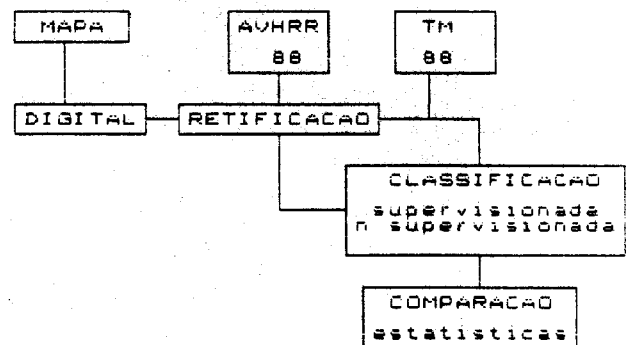 MAPA
AVHRR
88
TM
88
DIGITAL
RETIFICACAO
CLASSIFICACAO
supervisionada
n supervisionada
COMPARACAO
estatisticas